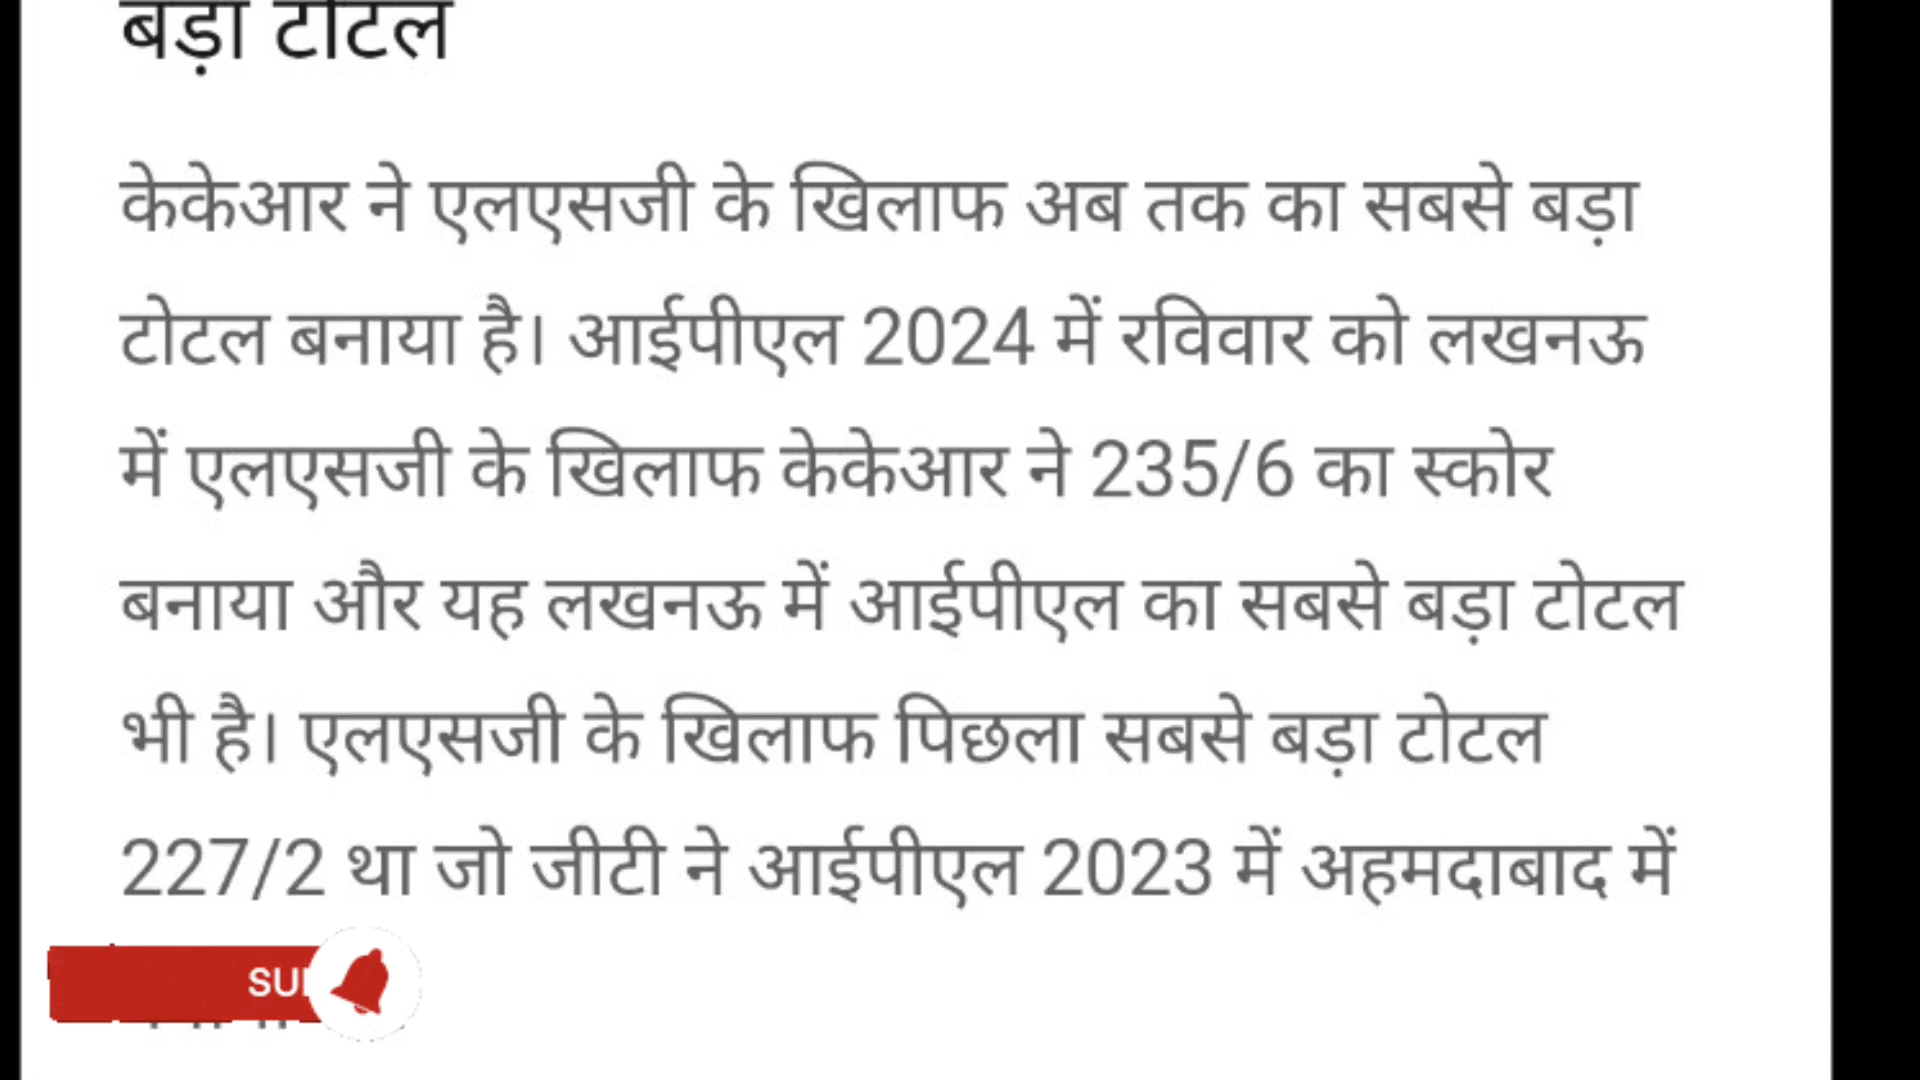 बड़ा टोटल
केकेआर ने एलएसजी के खिलाफ अब तक का सबसे बड़ा
टोटल बनाया है। आईपीएल 2024 में रविवार को लखनऊ
में एलएसजी के खिलाफ केकेआर ने 235/6 का स्कोर
बनाया और यह लखनऊ में आईपीएल का सबसे बड़ा टोटल
भी है। एलएसजी के खिलाफ पिछला सबसे बड़ा टोटल
227/2 था जो जीटी ने आईपीएल 2023 में अहमदाबाद में